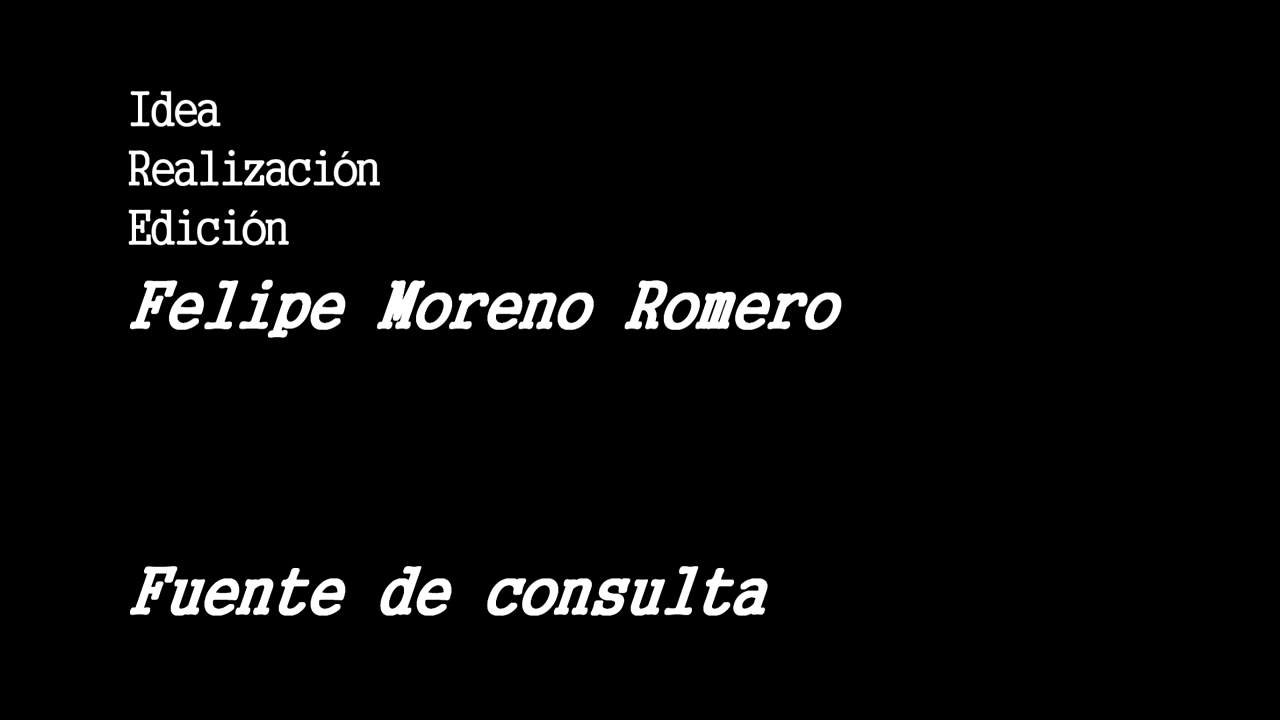 Idea
Realización
Edición
Felipe Moreno Romero
Fuente de consulta